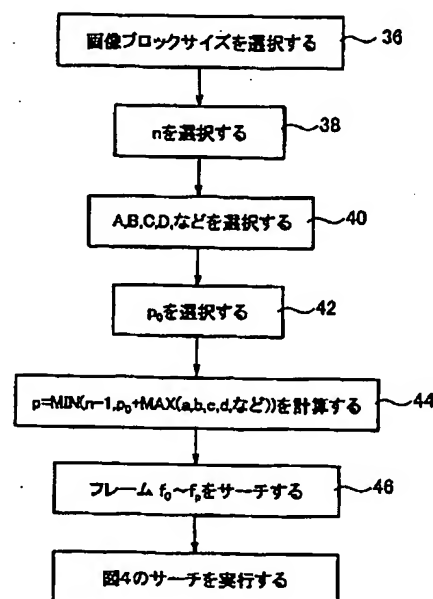 画像ブロックサイズを選択する
36
nを選択する
38
A,B,C,D,などを選択する
40
p₀を選択する
42
p=MIN(n-1,p₀+MAX(a,b,c,d,など))を計算する
44
フレーム f₀~fₚをサーチする
46
図4のサーチを実行する